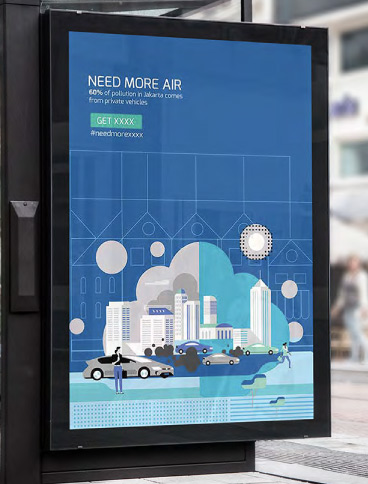 NEED MORE AIR
60% of pollution in Jakarta comes
from private vehicles
GET XXXX
#needmorexxxx